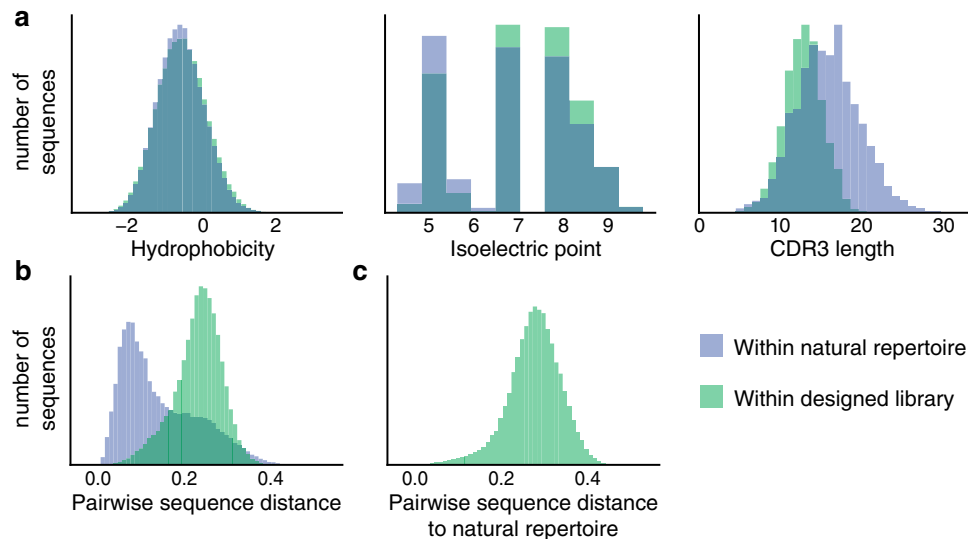 a
number of
sequences
−2 0 2
Hydrophobicity
5 6 7 8 9
Isoelectric point
0 10 20 30
CDR3 length
b
number of
sequences
0.0 0.2 0.4
Pairwise sequence distance
c
0.0 0.2 0.4
Pairwise sequence distance
to natural repertoire
Within natural repertoire
Within designed library